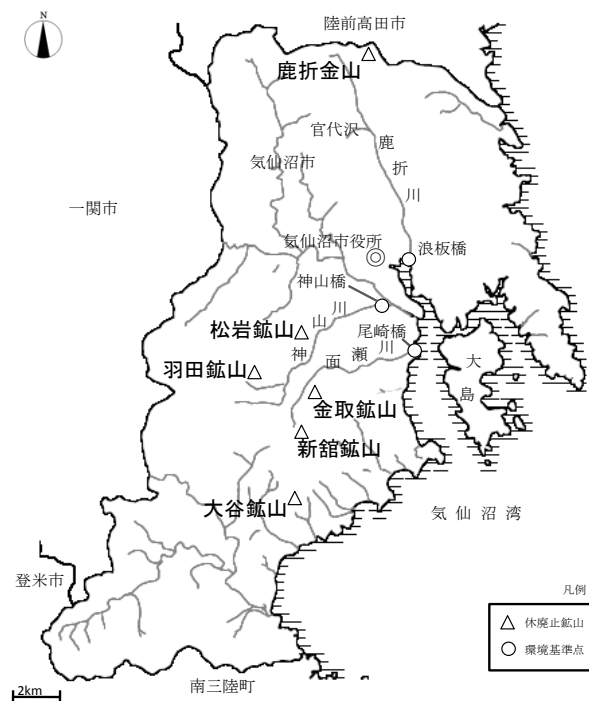 陸前高田市
鹿折金山
官代沢
鹿折川
気仙沼市
一関市
気仙沼市役所
浪板橋
神山橋
松岩鉱山
神山川
尾崎橋
面瀬川
大島
羽田鉱山
金取鉱山
新舘鉱山
大谷鉱山
気仙沼湾
登米市
凡例
休廃止鉱山
環境基準点
南三陸町
2km